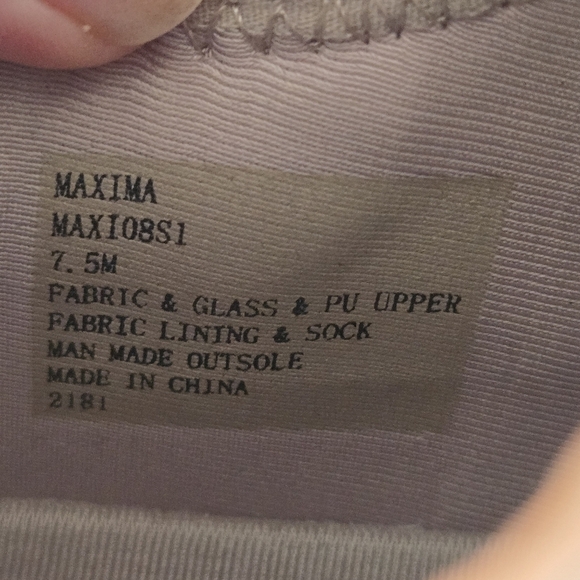 MAXIMA
MAXI08S1
7.5M
FABRIC & GLASS & PU UPPER
FABRIC LINING & SOCK
MAN MADE OUTSOLE
MADE IN CHINA
2181